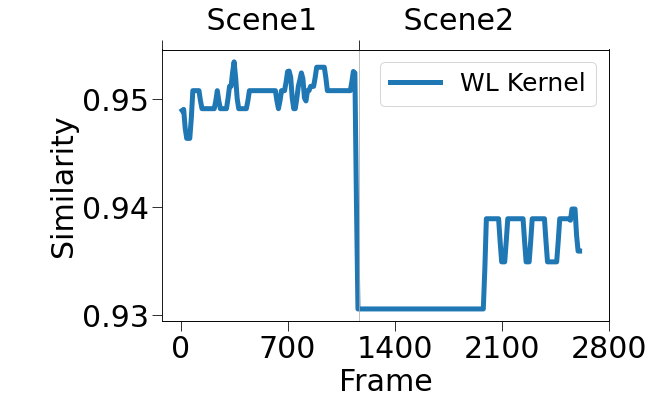 Scene1 Scene2
WL Kernel
0.95
0.94
0.93
Similarity
0 700 1400 2100 2800
Frame